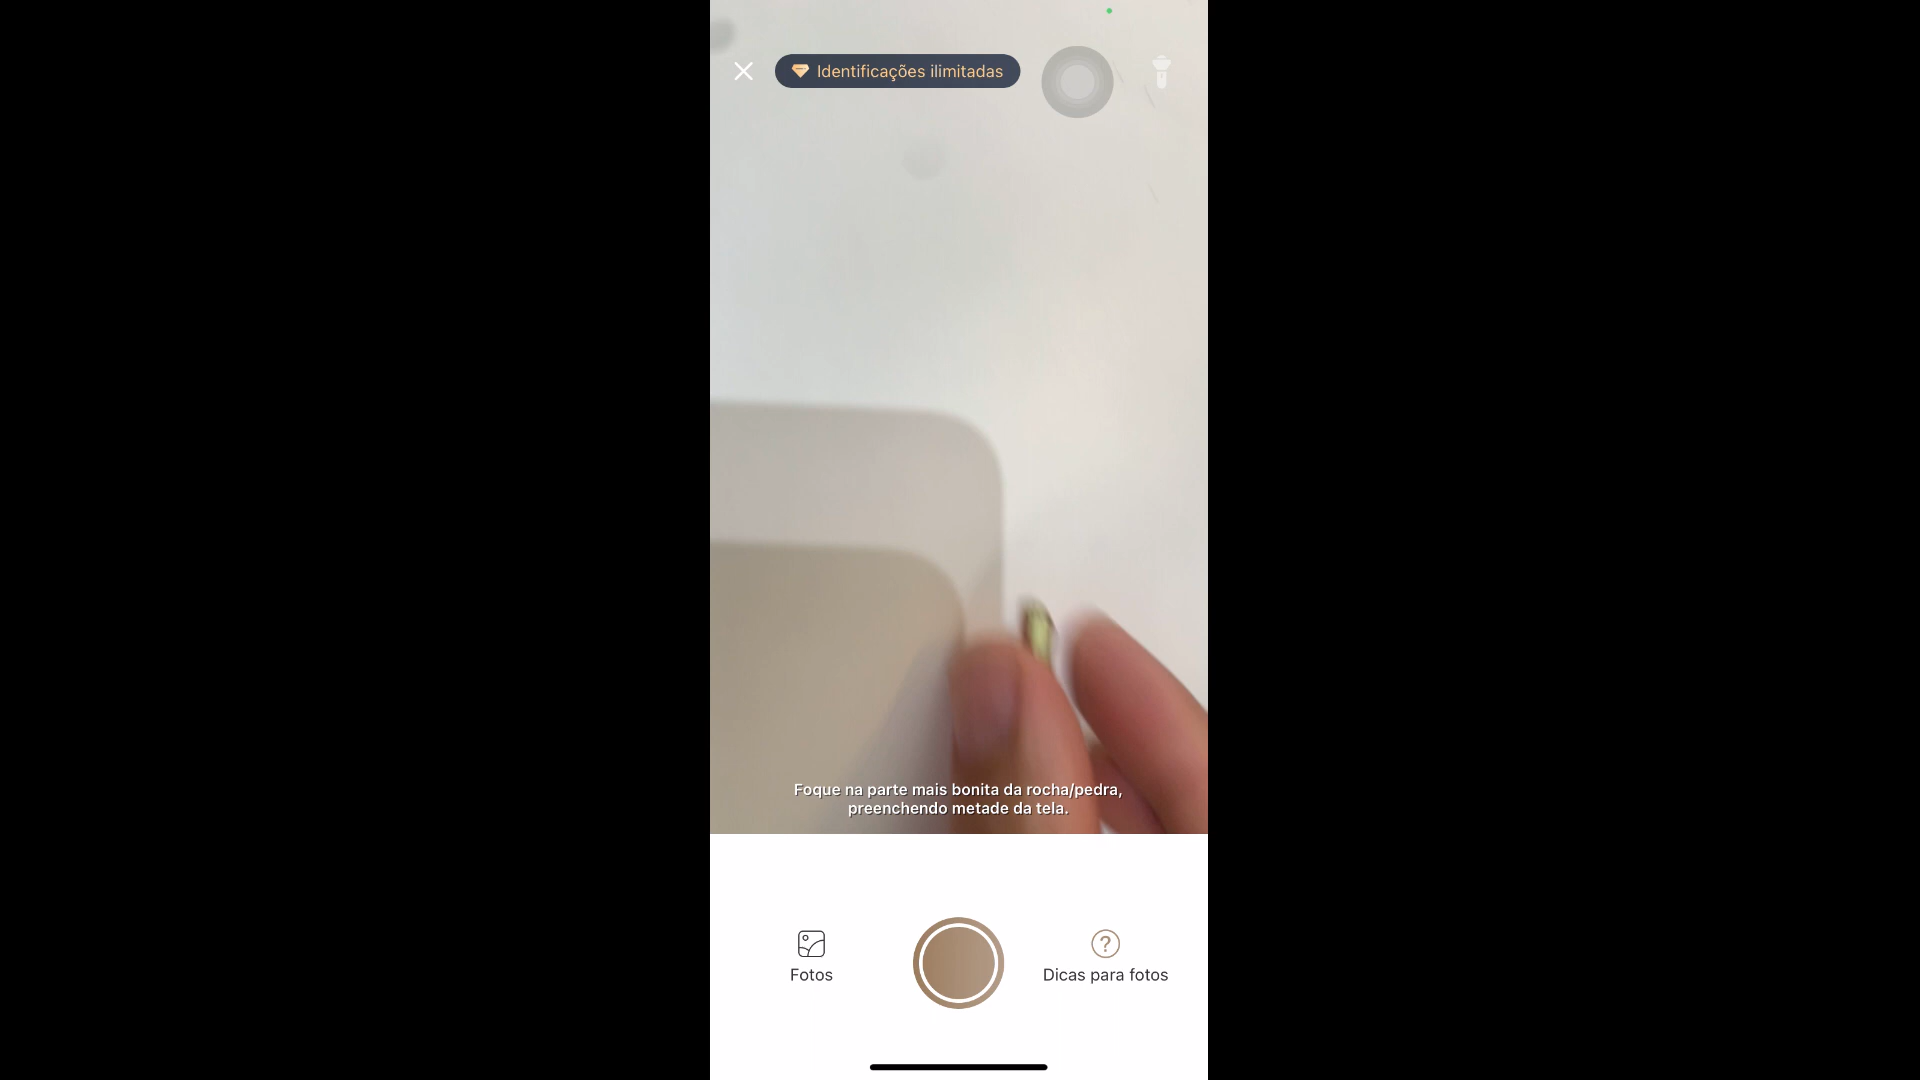 Identificações ilimitadas
Foque na parte mais bonita da rocha/pedra,
preenchendo metade da tela.
Fotos
Dicas para fotos